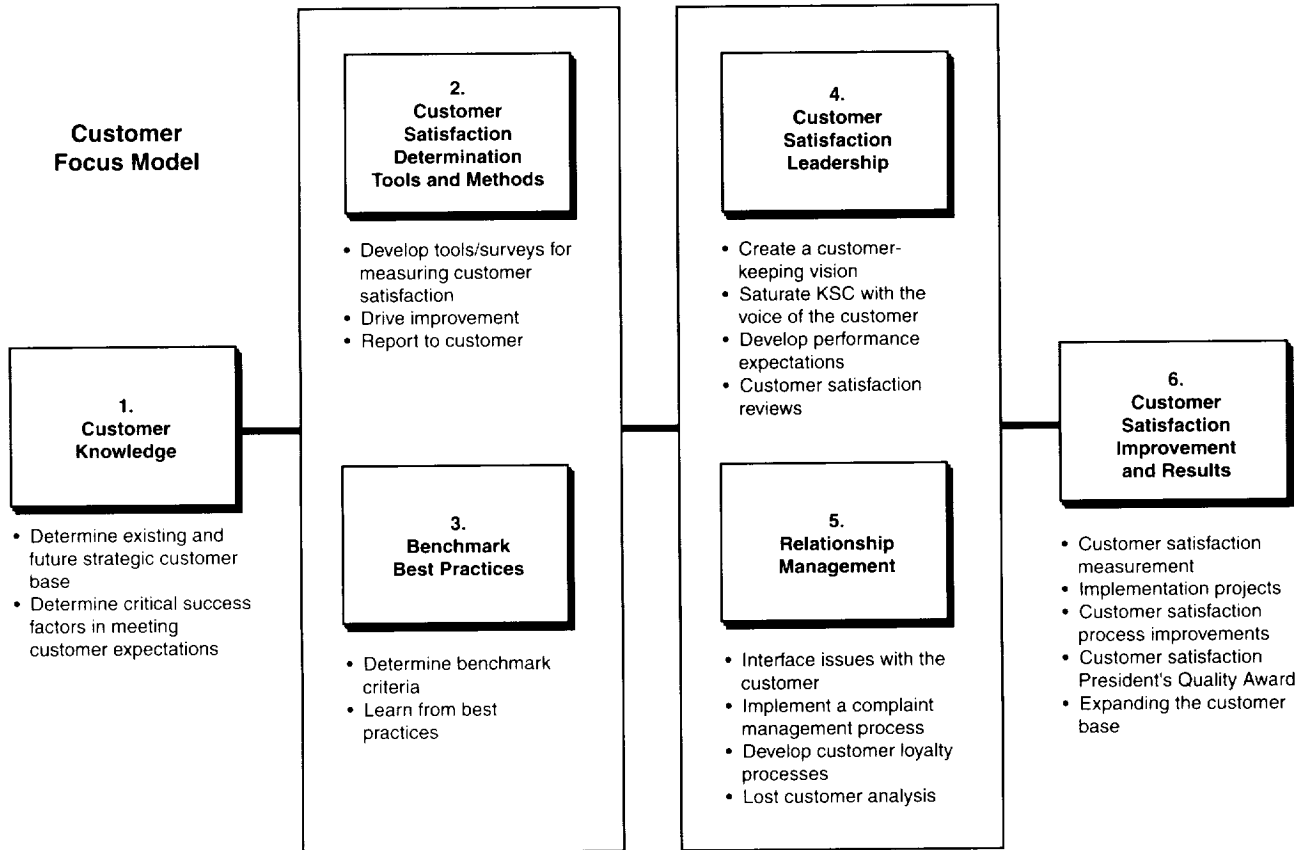 Customer
Focus Model
1.
Customer
Knowledge
• Determine existing and
future strategic customer
base
• Determine critical success
factors in meeting
customer expectations
2.
Customer
Satisfaction
Determination
Tools and Methods
• Develop tools/surveys for
measuring customer
satisfaction
• Drive improvement
• Report to customer
3.
Benchmark
Best Practices
• Determine benchmark
criteria
• Learn from best
practices
4.
Customer
Satisfaction
Leadership
• Create a customer-
keeping vision
• Saturate KSC with the
voice of the customer
• Develop performance
expectations
• Customer satisfaction
reviews
5.
Relationship
Management
• Interface issues with the
customer
• Implement a complaint
management process
• Develop customer loyalty
processes
• Lost customer analysis
6.
Customer
Satisfaction
Improvement
and Results
• Customer satisfaction
measurement
• Implementation projects
• Customer satisfaction
process improvements
• Customer satisfaction
President's Quality Award
• Expanding the customer
base